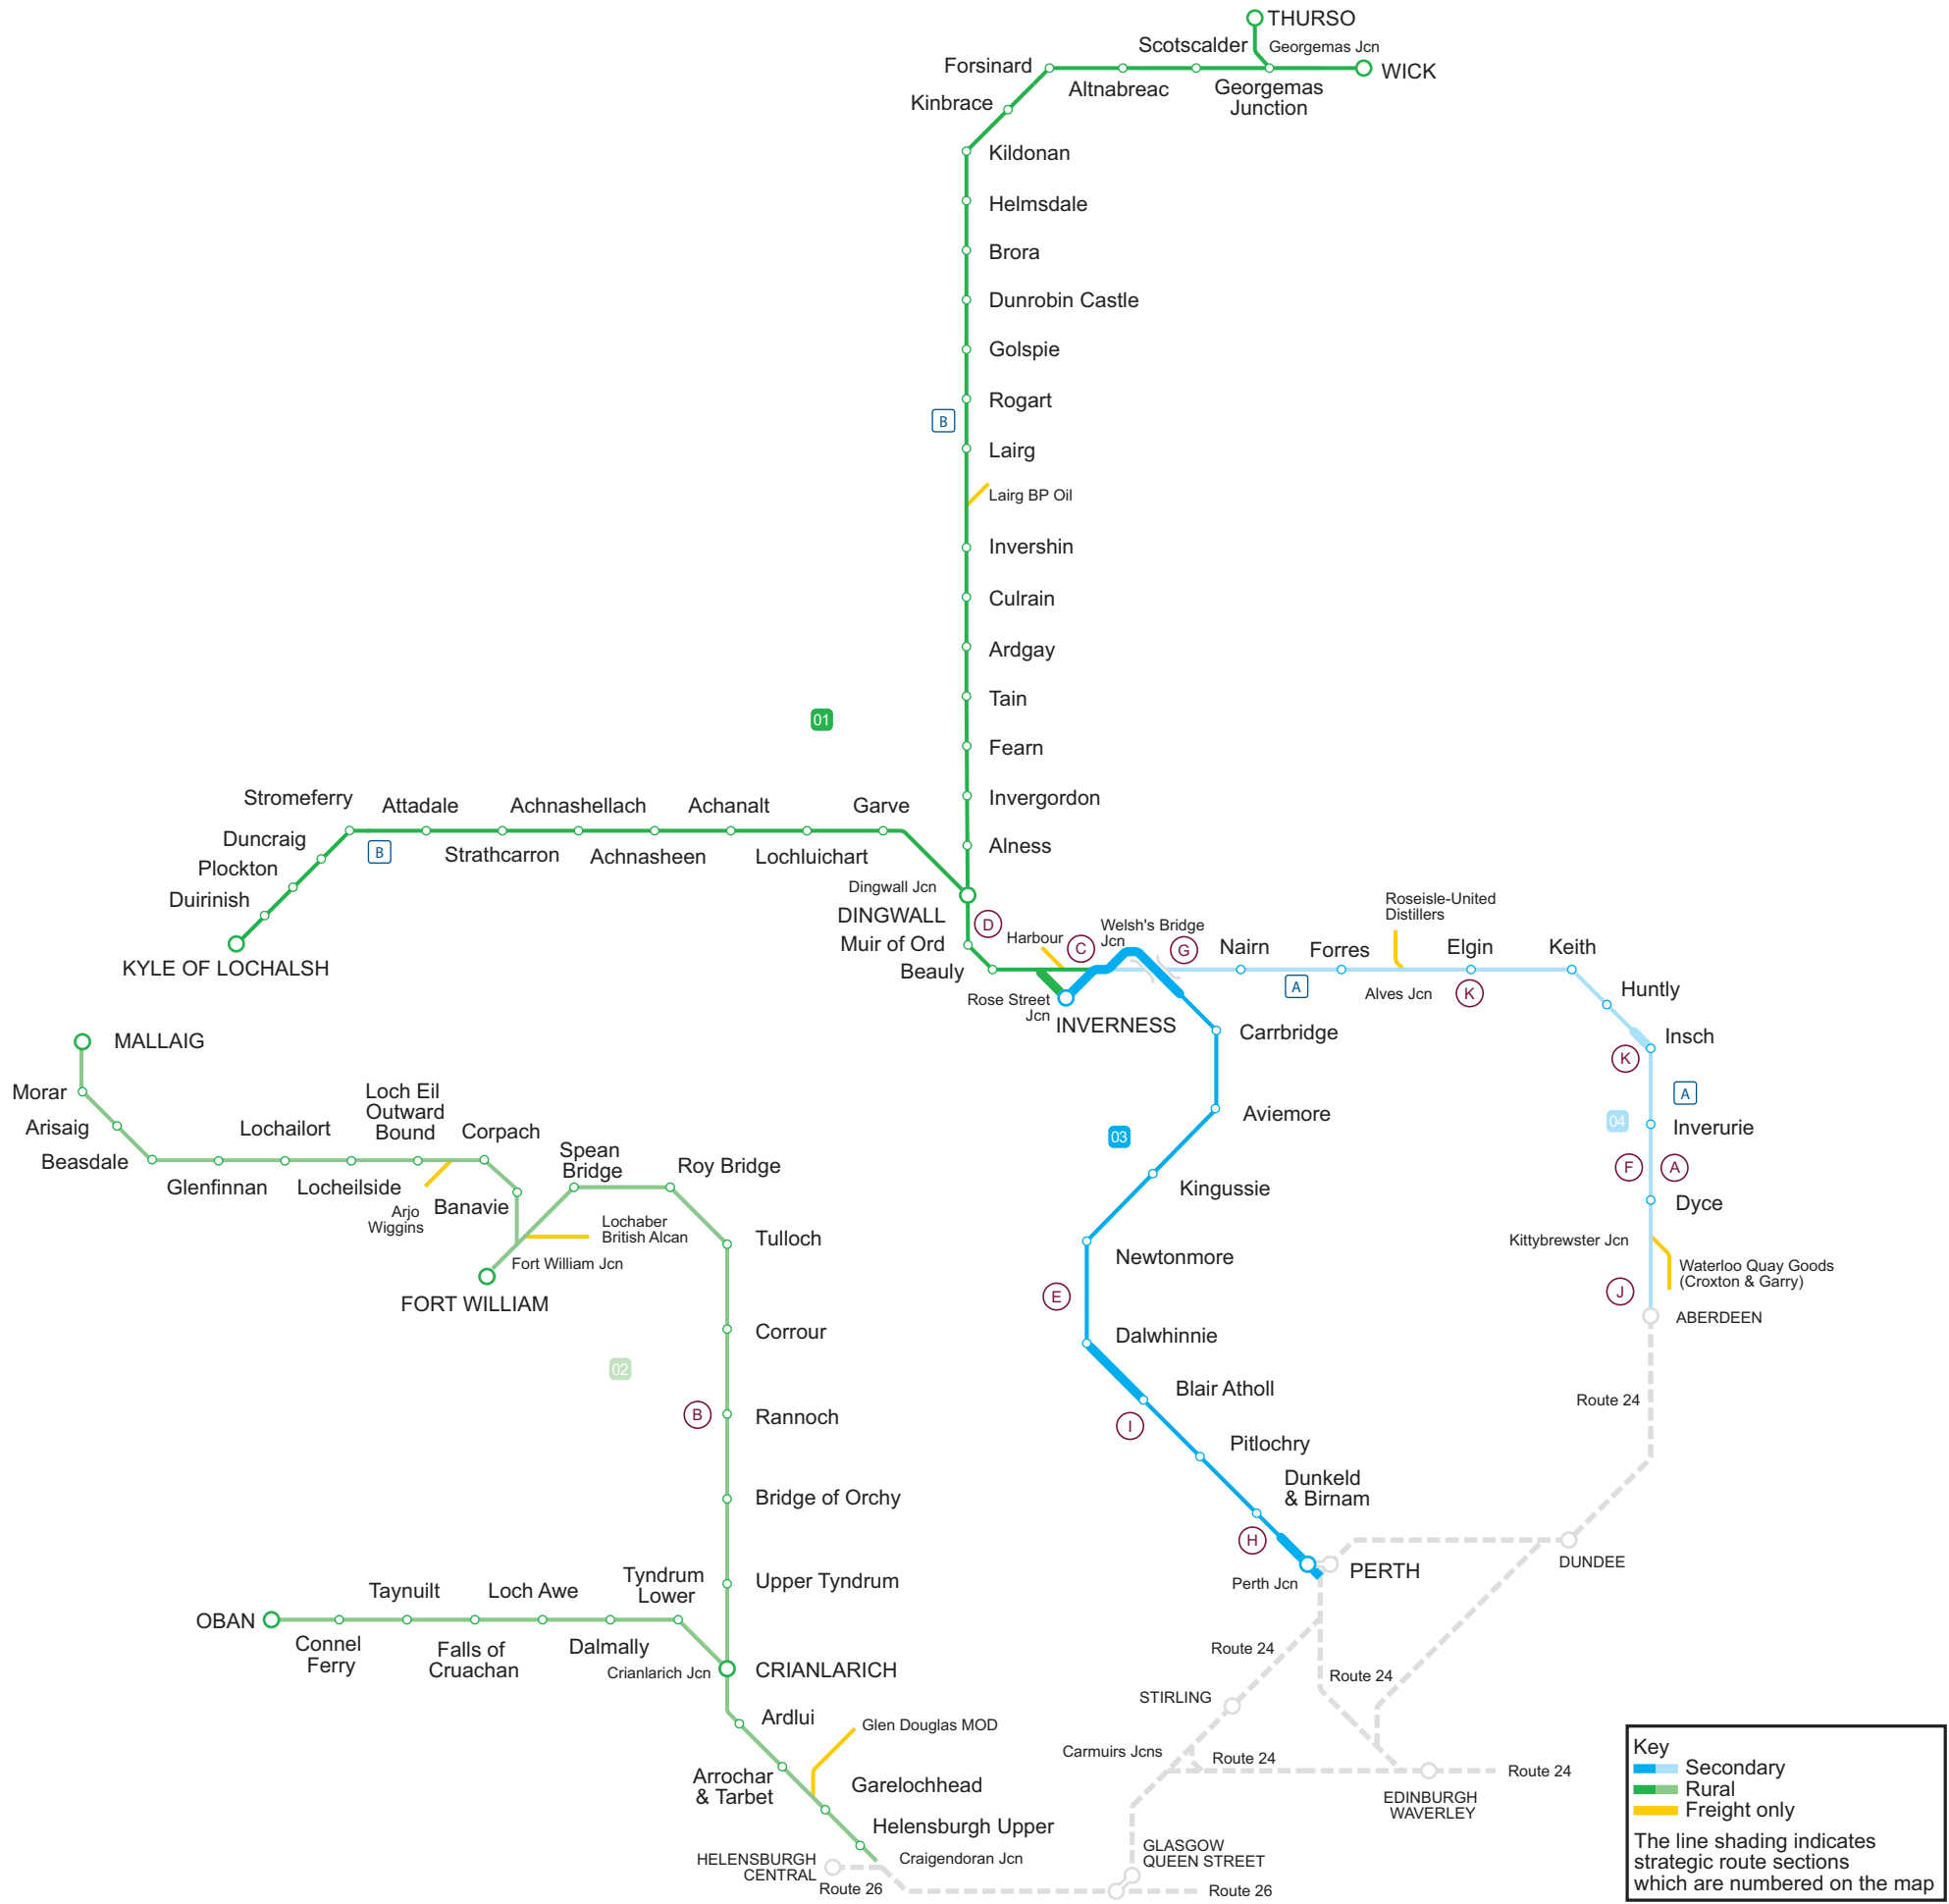 THURSO
Scotscalder
Georgemas Jcn
Forsinard
WICK
Altnabreac
Georgemas
Junction
Kinbrace
Kildonan
Helmsdale
Brora
Dunrobin Castle
Golspie
Rogart
B
Lairg
Lairg BP Oil
Invershin
Culrain
Ardgay
Tain
01
Fearn
Invergordon
Alness
Stromeferry
Attadale
Achnashellach
Achanalt
Garve
Duncraig
B
Strathcarron
Achnasheen
Lochluichart
Plockton
Duirinish
KYLE OF LOCHALSH
Dingwall Jcn
DINGWALL
D
Muir of Ord
Beauly
Harbour
C
Welsh's Bridge
Jcn
G
Rose Street
Jcn
INVERNESS
Nairn
Forres
Roseisle-United
Distillers
Elgin
Keith
A
Alves Jcn
K
Huntly
Insch
K
A
04
Inverurie
F
A
Dyce
Kittybrewster Jcn
Waterloo Quay Goods
(Croxton & Garry)
J
ABERDEEN
Carrbridge
Aviemore
03
Kingussie
Newtonmore
E
Dalwhinnie
Blair Atholl
I
Pitlochry
Dunkeld
& Birnam
H
PERTH
Perth Jcn
Route 24
DUNDEE
MALLAIG
Morar
Arisaig
Beasdale
Glenfinnan
Lochailort
Locheilside
Loch Eil
Outward
Bound
Arjo
Wiggins
Corpach
Banavie
Spean
Bridge
Roy Bridge
Lochaber
British Alcan
Fort William Jcn
FORT WILLIAM
Tulloch
Corrour
02
B
Rannoch
Bridge of Orchy
Upper Tyndrum
OBAN
Connel
Ferry
Taynuilt
Falls of
Cruachan
Loch Awe
Dalmally
Tyndrum
Lower
Crianlarich Jcn
CRIANLARICH
Ardlui
Glen Douglas MOD
Arrochar
& Tarbet
Garelochhead
Helensburgh Upper
Craigendoran Jcn
HELENSBURGH
CENTRAL
Route 26
GLASGOW
QUEEN STREET
Route 26
Route 24
Route 24
STIRLING
Carmuirs Jcns
Route 24
EDINBURGH
WAVERLEY
Route 24
Key
Secondary
Rural
Freight only
The line shading indicates
strategic route sections
which are numbered on the map